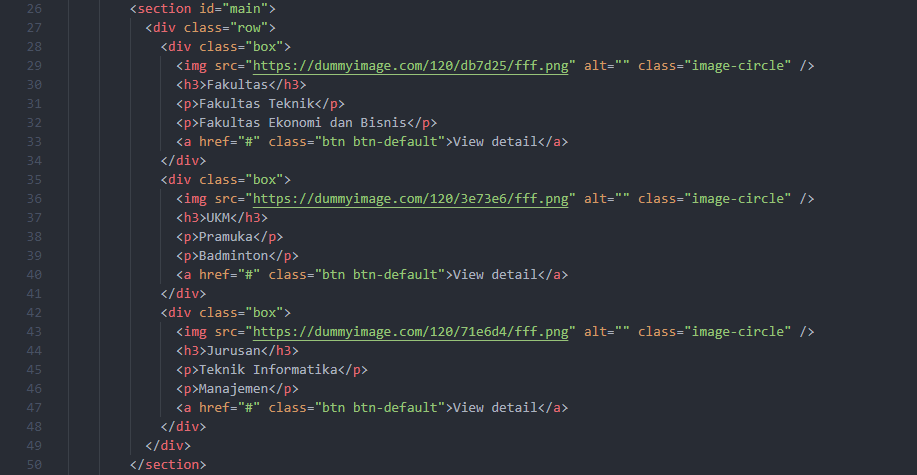 26 <section id="main">
27 <div class="row">
28 <div class="box">
29 <img src="https://dummyimage.com/120/db7d25/fff.png" alt="" class="image-circle" />
30 <h3>Fakultas</h3>
31 <p>Fakultas Teknik</p>
32 <p>Fakultas Ekonomi dan Bisnis</p>
33 <a href="#" class="btn btn-default">View detail</a>
34 </div>
35 <div class="box">
36 <img src="https://dummyimage.com/120/3e73e6/fff.png" alt="" class="image-circle" />
37 <h3>UKM</h3>
38 <p>Pramuka</p>
39 <p>Badminton</p>
40 <a href="#" class="btn btn-default">View detail</a>
41 </div>
42 <div class="box">
43 <img src="https://dummyimage.com/120/71e6d4/fff.png" alt="" class="image-circle" />
44 <h3>Jurusan</h3>
45 <p>Teknik Informatika</p>
46 <p>Manajemen</p>
47 <a href="#" class="btn btn-default">View detail</a>
48 </div>
49 </div>
50 </section>